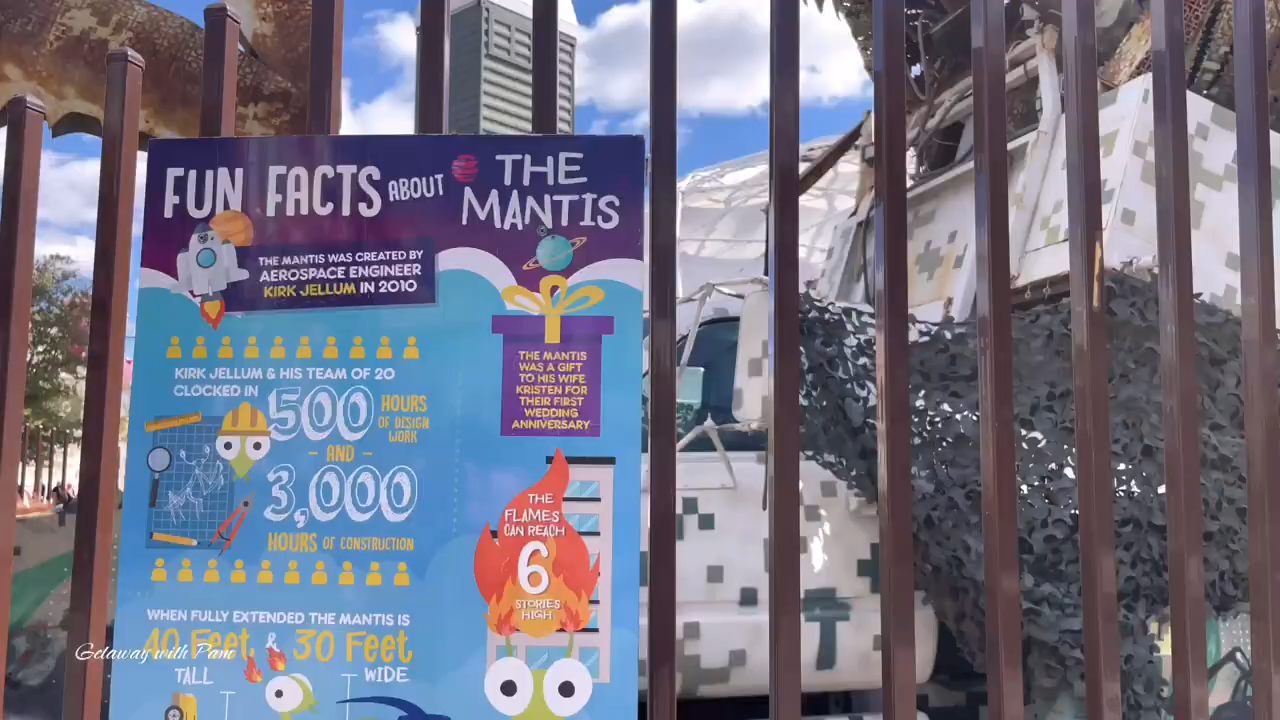 FUN FACTS ABOUT THE MANTIS
THE MANTIS WAS CREATED BY
AEROSPACE ENGINEER
KIRK JELLUM IN 2010
THE MANTIS
WAS A GIFT
TO HIS WIFE
KRISTEN FOR
THEIR FIRST
WEDDING
ANNIVERSARY
KIRK JELLUM & HIS TEAM OF 20
CLOCKED IN 500 HOURS
OF DESIGN
WORK
- AND -
3,000
HOURS OF CONSTRUCTION
THE
FLAMES
CAN REACH
6
STORIES
HIGH
WHEN FULLY EXTENDED THE MANTIS IS
40 Feet & 30 Feet
TALL WIDE
Getaway with Pam